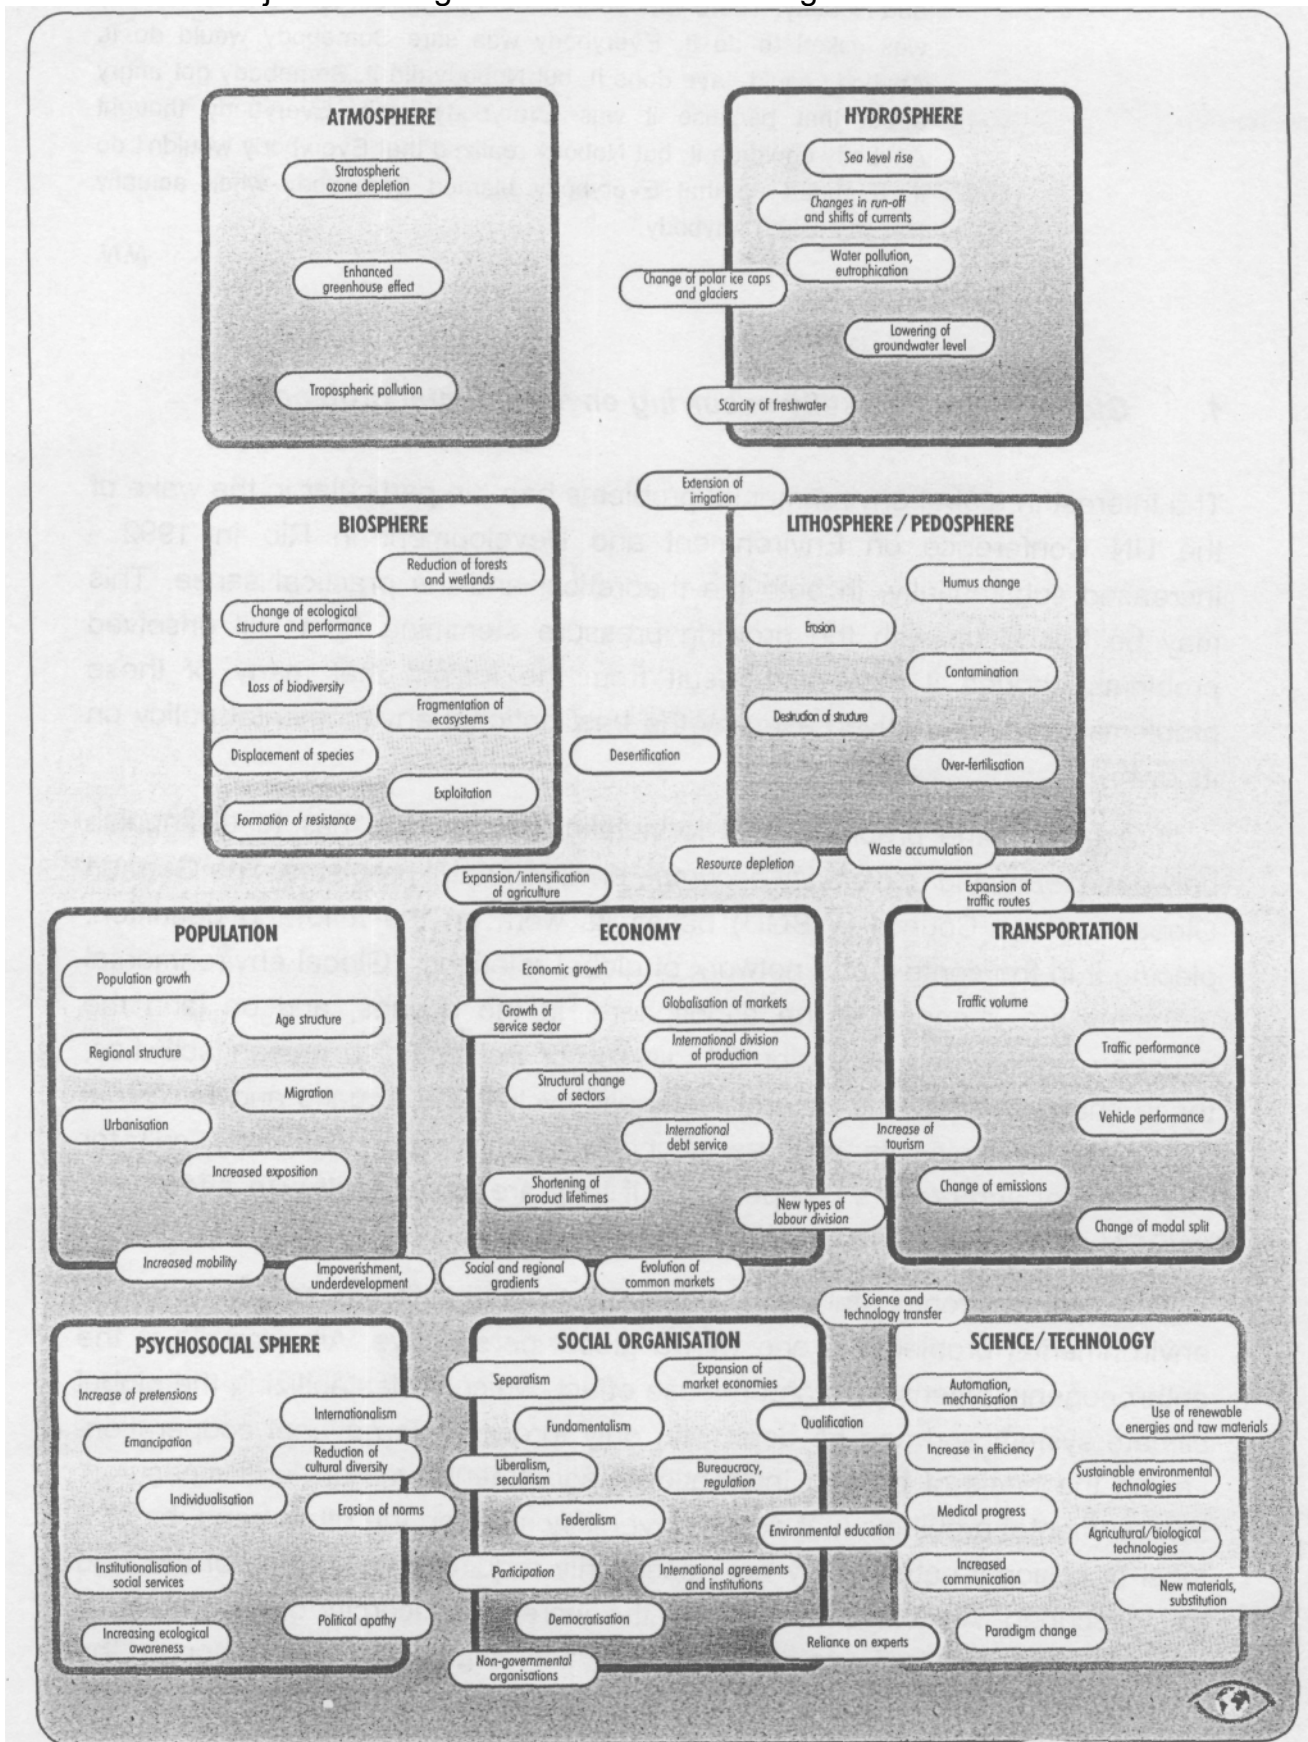 ATMOSPHERE
Stratospheric
ozone depletion
Enhanced
greenhouse effect
Tropospheric pollution
HYDROSPHERE
Sea level rise
Changes in run-off
and shifts of currents
Water pollution,
eutrophication
Change of polar ice caps
and glaciers
Lowering of
groundwater level
Scarcity of freshwater
Extension of
irrigation
BIOSPHERE
Reduction of forests
and wetlands
Change of ecological
structure and performance
Loss of biodiversity
Fragmentation of
ecosystems
Displacement of species
Exploitation
Formation of resistance
Desertification
LITHOSPHERE / PEDOSPHERE
Humus change
Erosion
Contamination
Destruction of structure
Over-fertilisation
Waste accumulation
Resource depletion
Expansion/intensification
of agriculture
Expansion of
traffic routes
POPULATION
Population growth
Age structure
Regional structure
Migration
Urbanisation
Increased exposition
Increased mobility
Impoverishment,
underdevelopment
ECONOMY
Economic growth
Globalisation of markets
Growth of
service sector
International division
of production
Structural change
of sectors
International
debt service
Shortening of
product lifetimes
New types of
labour division
Social and regional
gradients
Evolution of
common markets
TRANSPORTATION
Traffic volume
Traffic performance
Vehicle performance
Increase of
tourism
Change of emissions
Change of modal split
Science and
technology transfer
PSYCHOSOCIAL SPHERE
Increase of pretensions
Internationalism
Emancipation
Reduction of
cultural diversity
Individualisation
Erosion of norms
Institutionalisation of
social services
Political apathy
Increasing ecological
awareness
SOCIAL ORGANISATION
Separatism
Expansion of
market economies
Fundamentalism
Qualification
Liberalism,
secularism
Bureaucracy,
regulation
Federalism
Environmental education
Participation
International agreements
and institutions
Democratisation
Reliance on experts
Non-governmental
organisations
SCIENCE/TECHNOLOGY
Automation,
mechanisation
Use of renewable
energies and raw materials
Increase in efficiency
Sustainable environmental
technologies
Medical progress
Agricultural/biological
technologies
Increased
communication
New materials,
substitution
Paradigm change